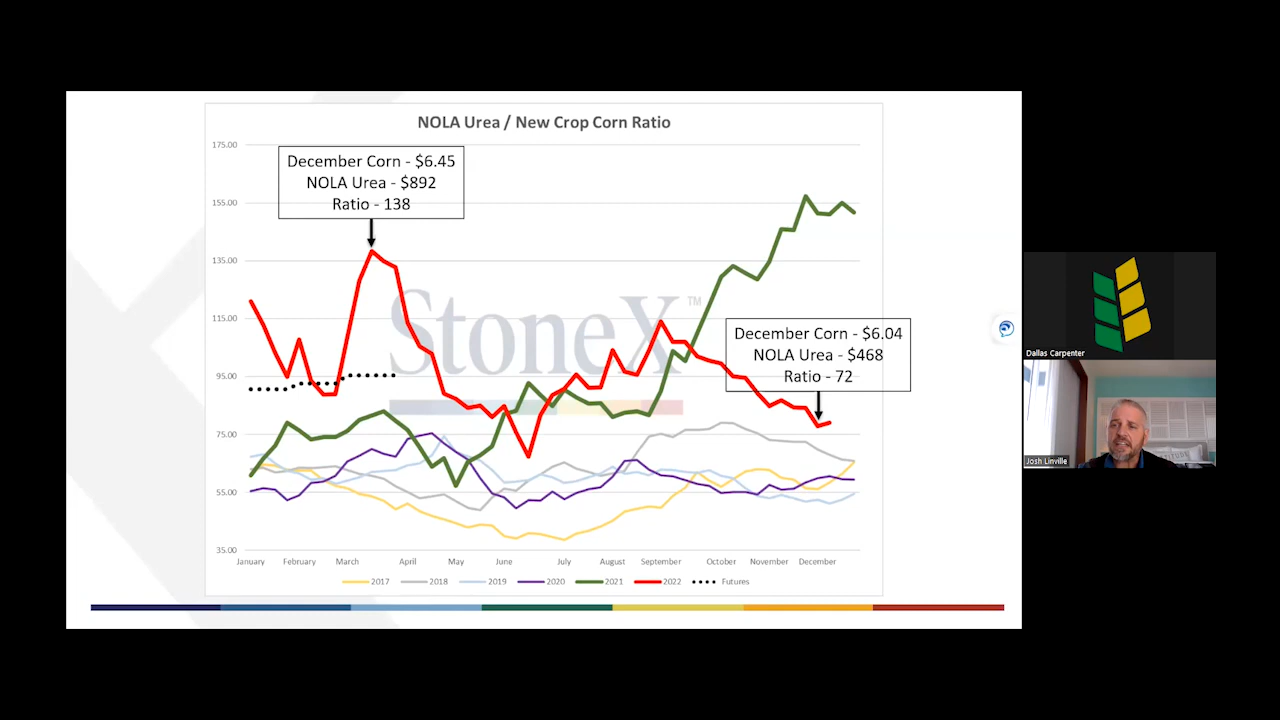 NOLA Urea / New Crop Corn Ratio
175.00
155.00
135.00
115.00
95.00
75.00
55.00
35.00
December Corn - $6.45
NOLA Urea - $892
Ratio - 138
StoneX™
December Corn - $6.04
NOLA Urea - $468
Ratio - 72
January February March April May June July August September October November December
2017 2018 2019 2020 2021 2022 Futures
Dallas Carpenter
Josh Linville